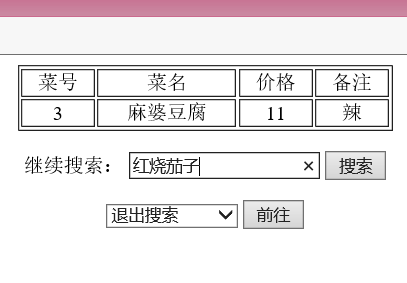 菜号 菜名 价格 备注
3 麻婆豆腐 11 辣
继续搜索： 红烧茄子 × 搜索
退出搜索 前往